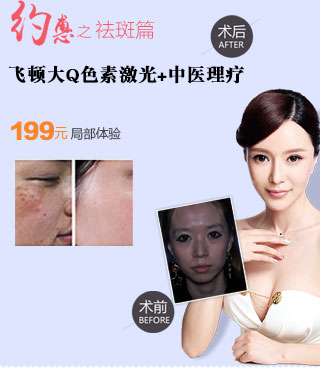 约惠之祛斑篇
术后
AFTER
飞顿大Q色素激光+中医理疗
199元 局部体验
术前
BEFORE